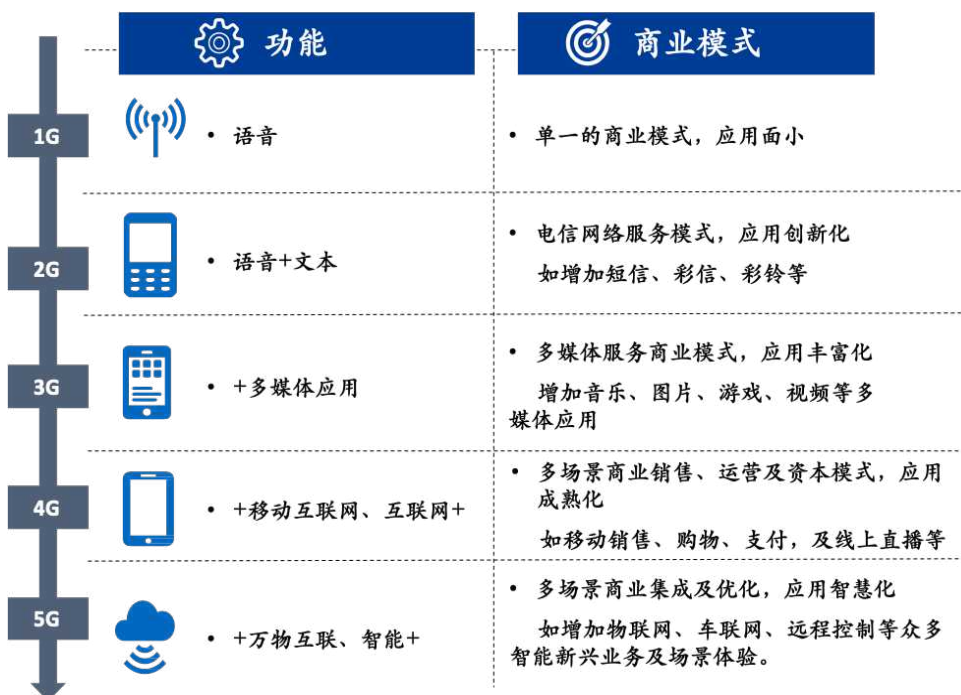 功能
商业模式
1G
• 语音
• 单一的商业模式，应用面小
2G
• 语音+文本
• 电信网络服务模式，应用创新化
如增加短信、彩信、彩铃等
3G
• +多媒体应用
• 多媒体服务商业模式，应用丰富化
增加音乐、图片、游戏、视频等多
媒体应用
4G
• +移动互联网、互联网+
• 多场景商业销售、运营及资本模式，应用
成熟化
如移动销售、购物、支付，及线上直播等
5G
• +万物互联、智能+
• 多场景商业集成及优化，应用智慧化
如增加物联网、车联网、远程控制等众多
智能新兴业务及场景体验。